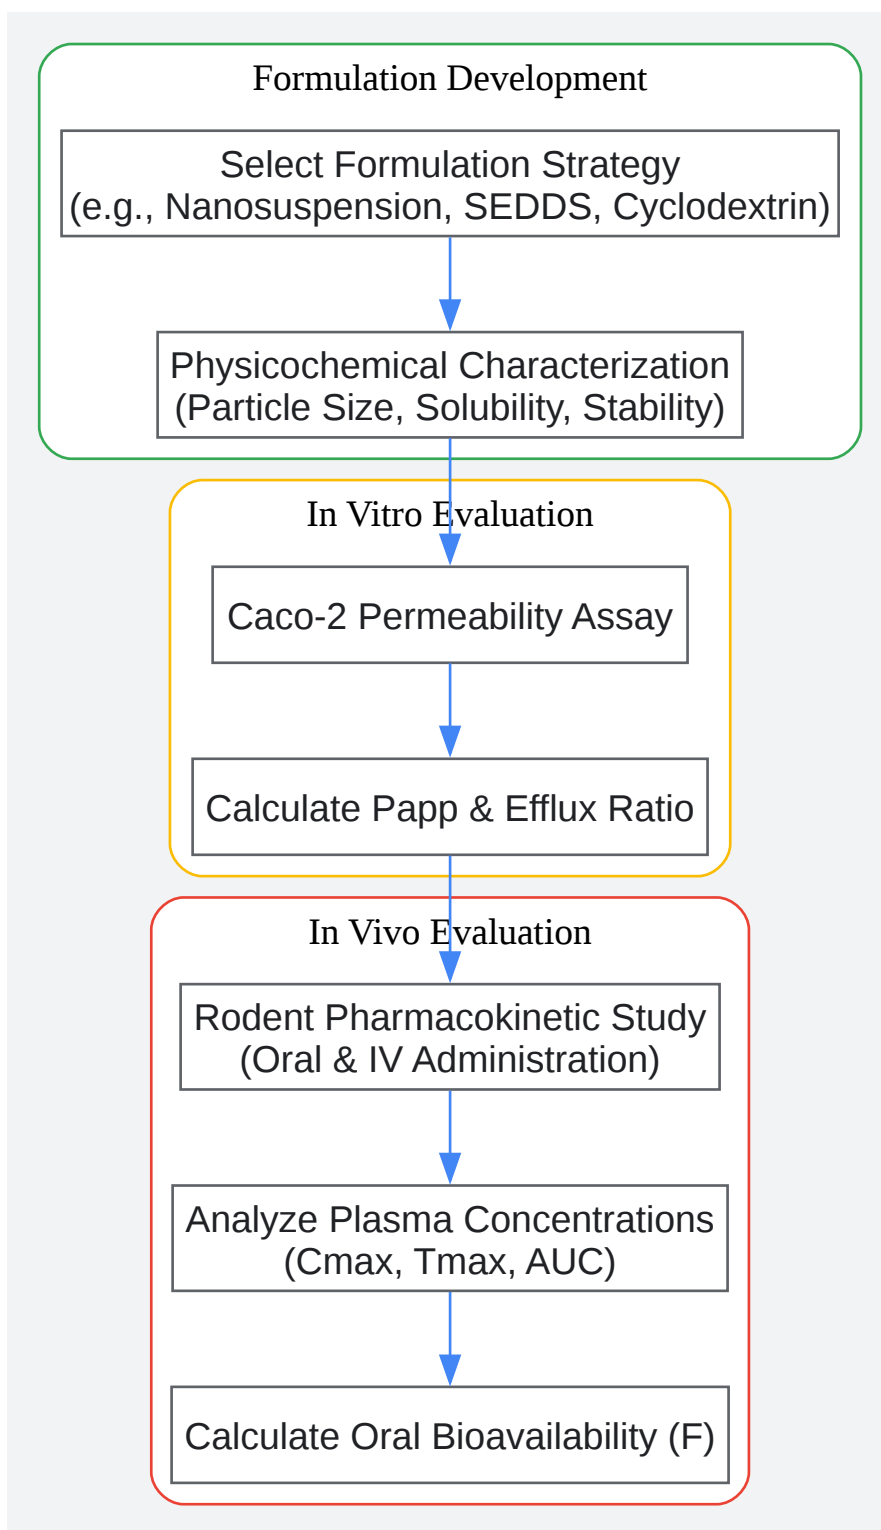 Formulation Development
Select Formulation Strategy
(e.g., Nanosuspension, SEDDS, Cyclodextrin)
Physicochemical Characterization
(Particle Size, Solubility, Stability)
In Vitro Evaluation
Caco-2 Permeability Assay
Calculate Papp & Efflux Ratio
In Vivo Evaluation
Rodent Pharmacokinetic Study
(Oral & IV Administration)
Analyze Plasma Concentrations
(Cmax, Tmax, AUC)
Calculate Oral Bioavailability (F)